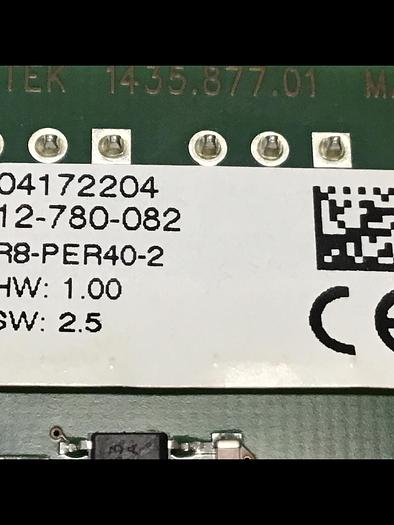 TEK 1435.877.01 M
04172204
12-780-082
R8-PER40-2
HW: 1.00
SW: 2.5
CE